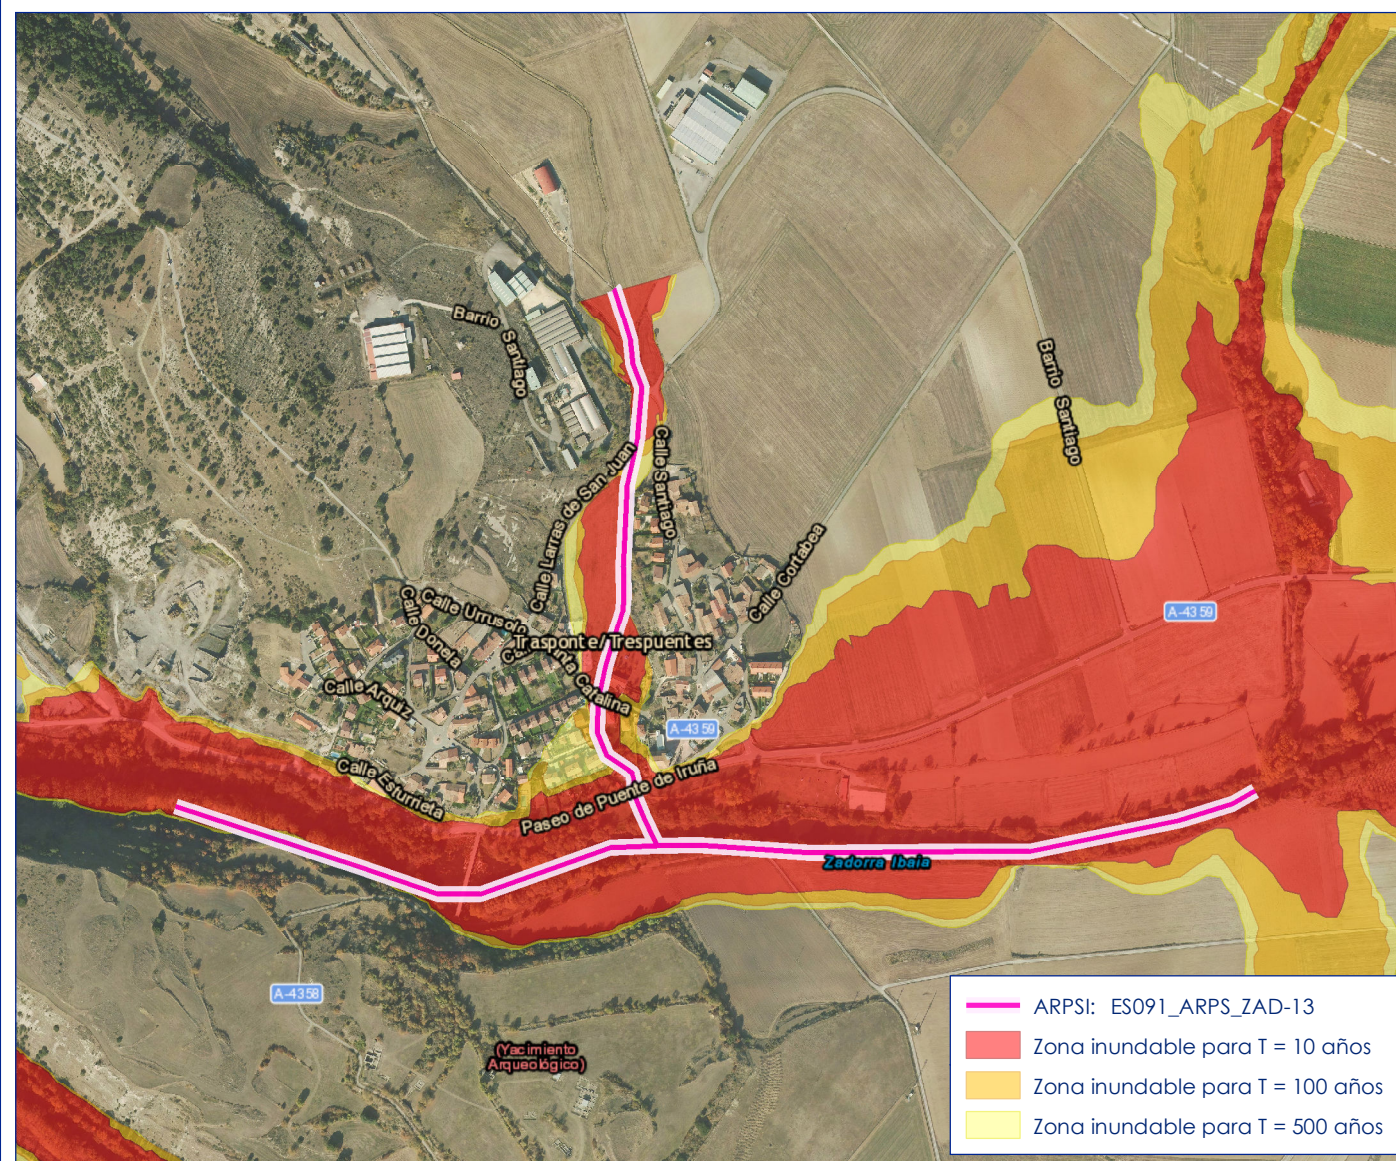 Barrio Santiago
Barrio Santiago
Calle Santiago
Calle Larras de San Juan
Calle Cortabea
Calle Urrusolo
Calle Doneta
Trasponte/Trespuentes
Catalina
Calle Arquiz
A-4359
A-4359
Calle Esturrieta
Paseo de Puente de Iruña
Zadorra Ibaia
A-4358
(Yacimiento
Arqueológico)
ARPSI: ES091_ARPS_ZAD-13
Zona inundable para T = 10 años
Zona inundable para T = 100 años
Zona inundable para T = 500 años